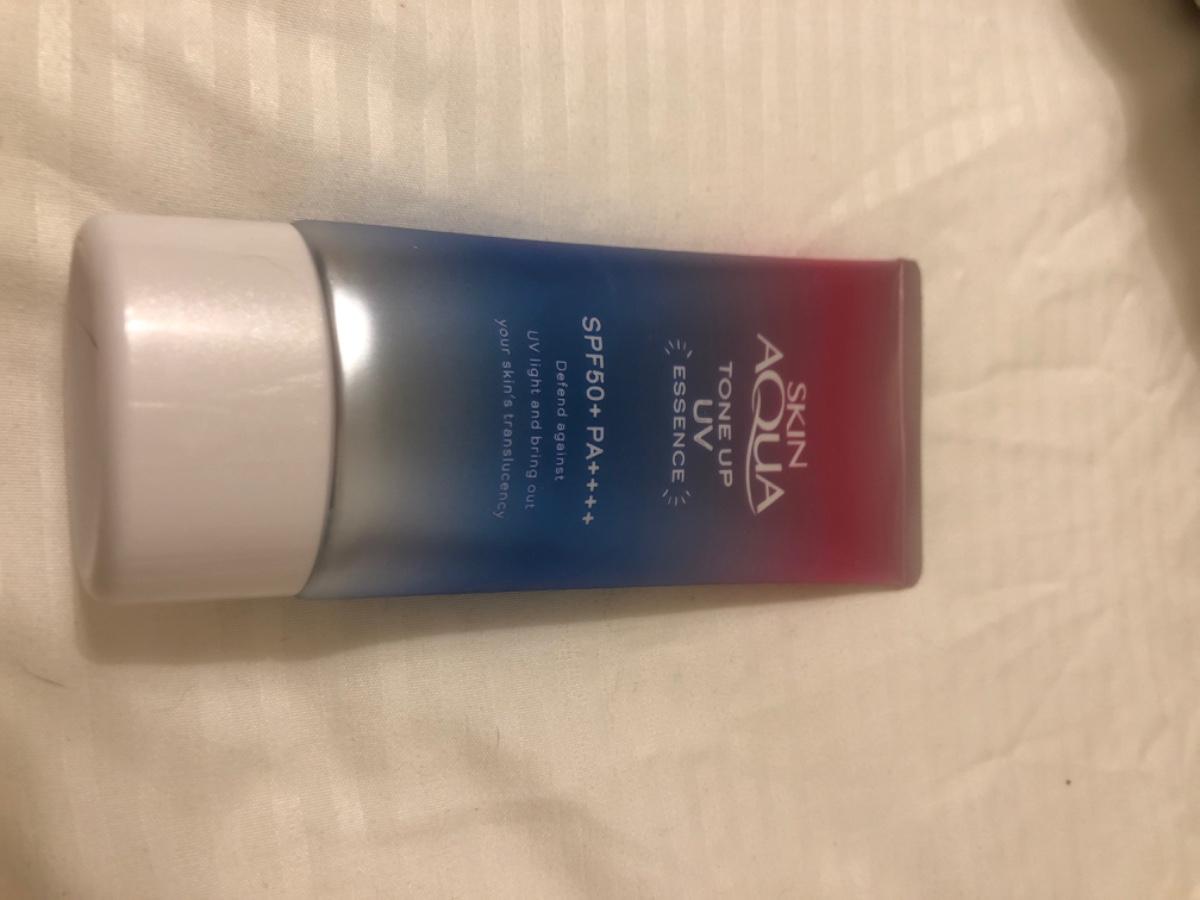 SKIN
AQUA
TONE UP
UV
ESSENCE
SPF50+ PA++++
Defend against
UV light and bring out
your skin's translucency